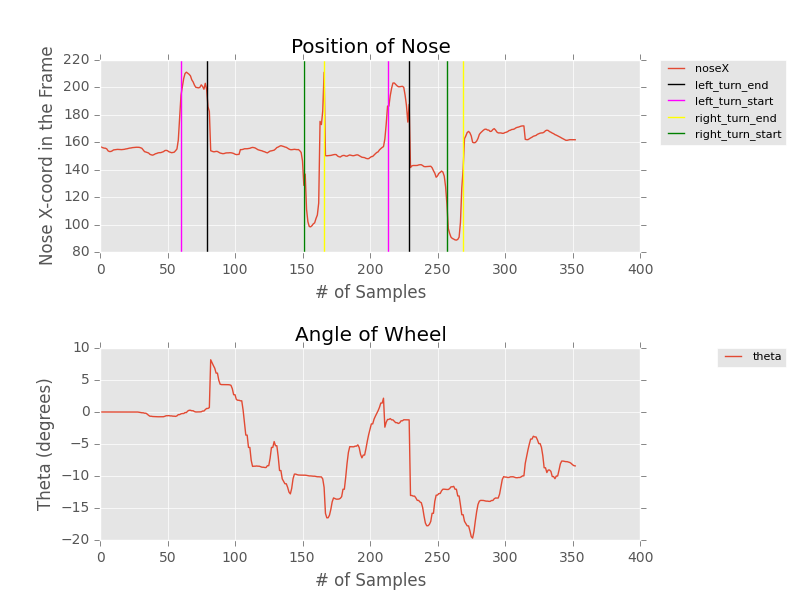 Position of Nose
Nose X-coord in the Frame
220
200
180
160
140
120
100
80
0 50 100 150 200 250 300 350 400
# of Samples
noseX
left_turn_end
left_turn_start
right_turn_end
right_turn_start
Angle of Wheel
Theta (degrees)
10
5
0
−5
−10
−15
−20
0 50 100 150 200 250 300 350 400
# of Samples
theta